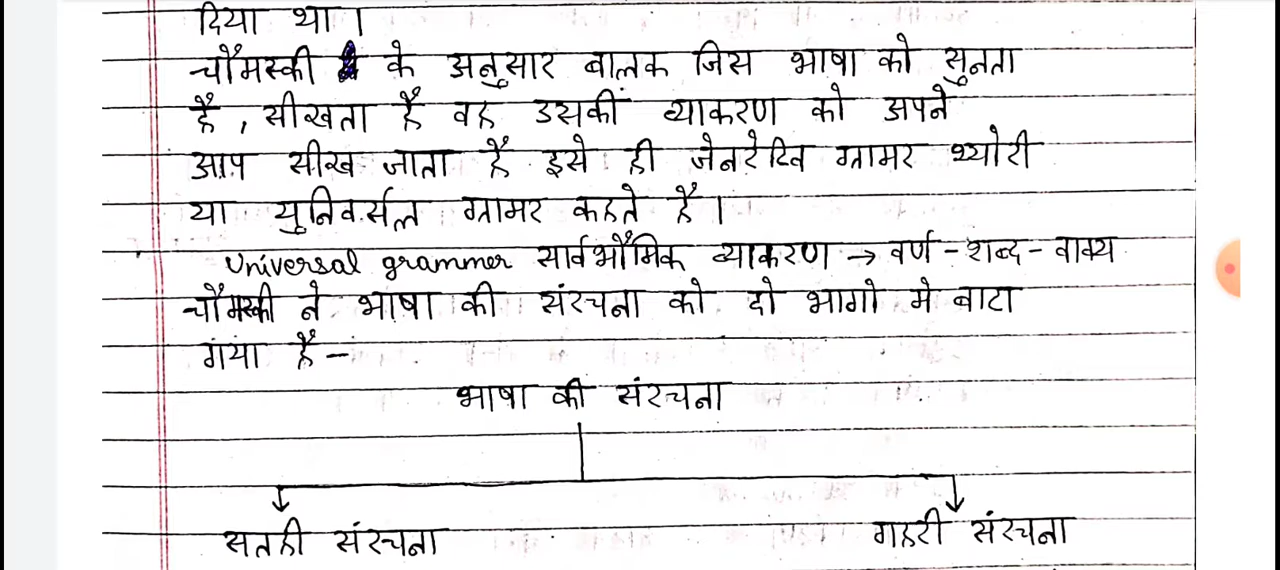 दिया था।
चौमस्की के अनुसार बालक जिस भाषा को सुनता
है, सीखता है वह उसकी व्याकरण को अपने
आप सीख जाता है इसे ही जेनरेटिव ग्रामर थ्योरी
या युनिवर्सल ग्रामर कहते है।
Universal grammer सार्वभौमिक व्याकरण → वर्ण - शब्द - वाक्य
चौमस्की ने भाषा की संरचना को दो भागो मे बाटा
गया है -
भाषा की संरचना
सतही संरचना गहरी संरचना